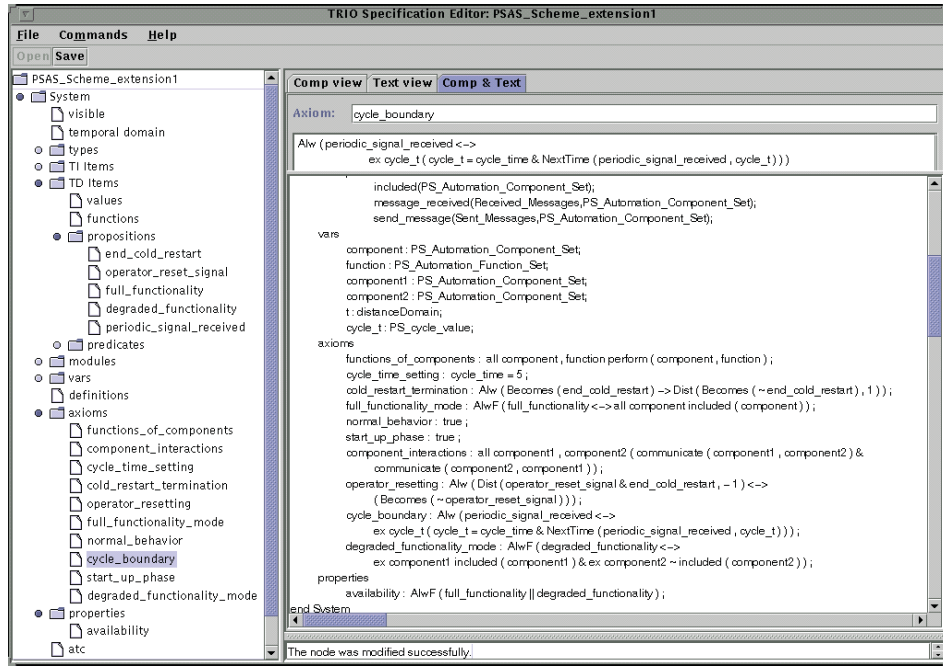 TRIO Specification Editor: PSAS_Scheme_extension1
File Commands Help
Open Save
PSAS_Scheme_extension1
System
visible
temporal domain
types
TI Items
TD Items
values
functions
propositions
end_cold_restart
operator_reset_signal
full_functionality
degraded_functionality
periodic_signal_received
predicates
modules
vars
definitions
axioms
functions_of_components
component_interactions
cycle_time_setting
cold_restart_termination
operator_resetting
full_functionality_mode
normal_behavior
cycle_boundary
start_up_phase
degraded_functionality_mode
properties
availability
atc
Comp view Text view Comp & Text
Axiom: cycle_boundary
Alw ( periodic_signal_received <->
ex cycle_t ( cycle_t = cycle_time & NextTime ( periodic_signal_received , cycle_t ) ) )
included(PS_Automation_Component_Set);
message_received(Received_Messages,PS_Automation_Component_Set);
send_message(Sent_Messages,PS_Automation_Component_Set);
vars
component : PS_Automation_Component_Set;
function : PS_Automation_Function_Set;
component1 : PS_Automation_Component_Set;
component2 : PS_Automation_Component_Set;
t : distanceDomain;
cycle_t : PS_cycle_value;
axioms
functions_of_components : all component , function perform ( component , function ) ;
cycle_time_setting : cycle_time = 5 ;
cold_restart_termination : Alw ( Becomes ( end_cold_restart ) -> Dist ( Becomes ( ~end_cold_restart ) , 1 ) ) ;
full_functionality_mode : AlwF ( full_functionality <-> all component included ( component ) ) ;
normal_behavior : true ;
start_up_phase : true ;
component_interactions : all component1 , component2 ( communicate ( component1 , component2 ) &
communicate ( component2 , component1 ) ) ;
operator_resetting : Alw ( Dist ( operator_reset_signal & end_cold_restart , - 1 ) <->
( Becomes ( ~operator_reset_signal ) ) ) ;
cycle_boundary : Alw ( periodic_signal_received <->
ex cycle_t ( cycle_t = cycle_time & NextTime ( periodic_signal_received , cycle_t ) ) ) ;
degraded_functionality_mode : AlwF ( degraded_functionality <->
ex component1 included ( component1 ) & ex component2 ~ included ( component2 ) ) ;
properties
availability : AlwF ( full_functionality || degraded_functionality ) ;
end System
The node was modified successfully.